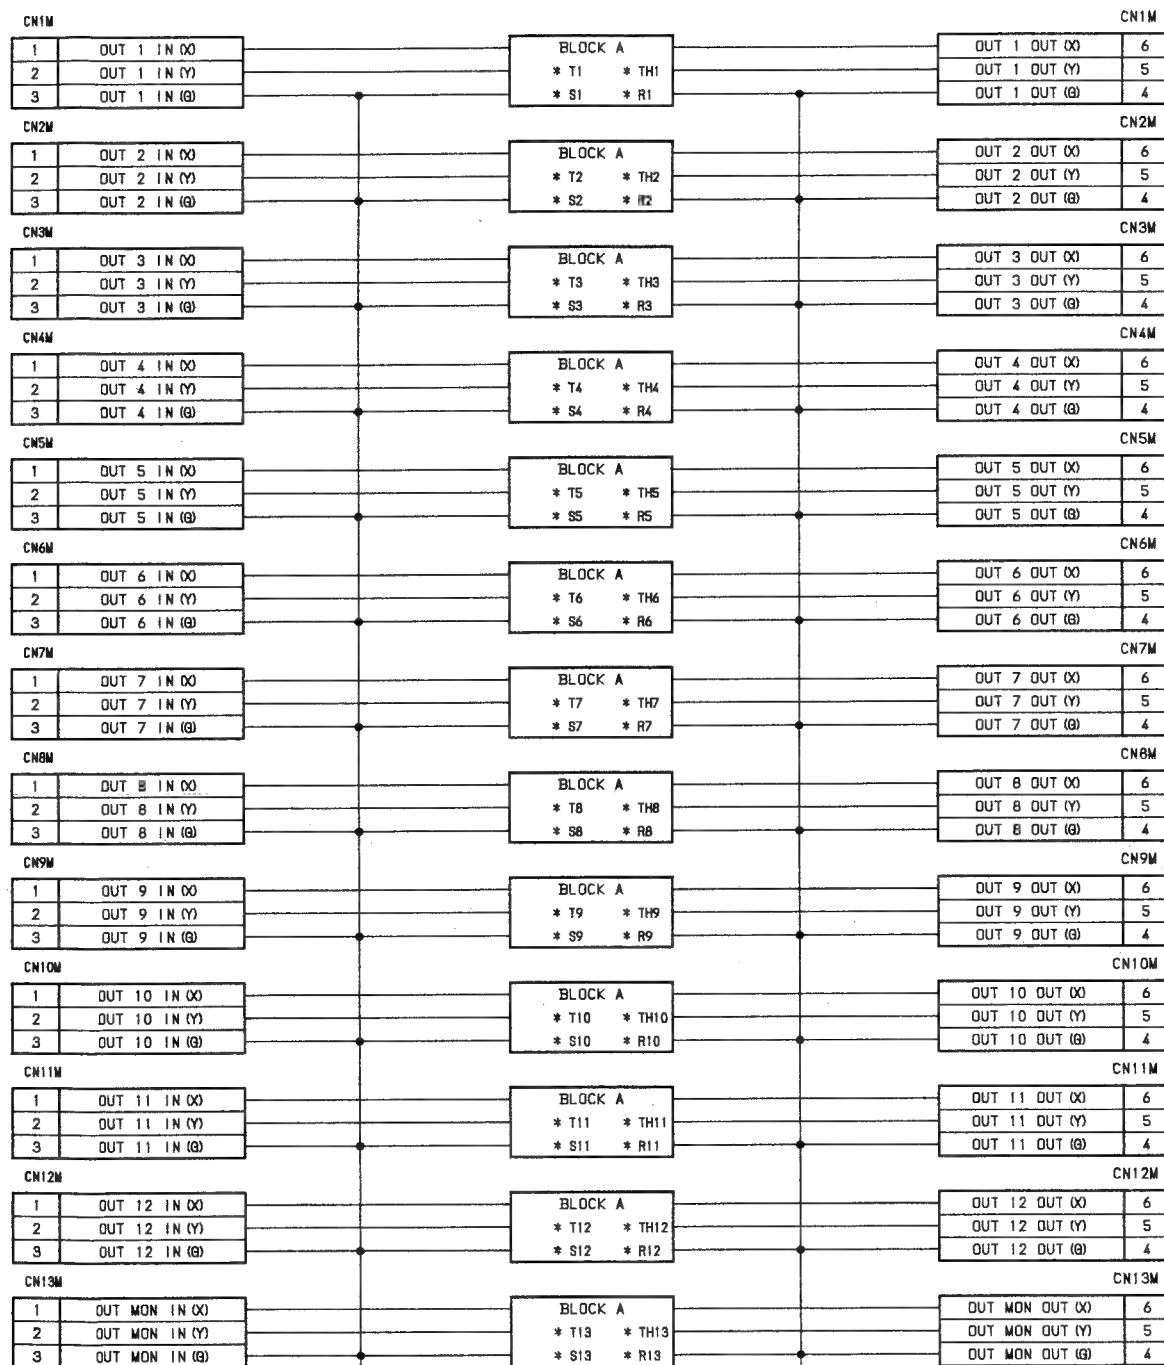 CN1M CN1M
1 OUT 1 IN (X) BLOCK A OUT 1 OUT (X) 6
2 OUT 1 IN (Y) * T1 * TH1 OUT 1 OUT (Y) 5
3 OUT 1 IN (G) * S1 * R1 OUT 1 OUT (G) 4
CN2M CN2M
1 OUT 2 IN (X) BLOCK A OUT 2 OUT (X) 6
2 OUT 2 IN (Y) * T2 * TH2 OUT 2 OUT (Y) 5
3 OUT 2 IN (G) * S2 * OUT 2 OUT (G) 4
CN3M CN3M
1 OUT 3 IN (X) BLOCK A OUT 3 OUT (X) 6
2 OUT 3 IN (Y) * T3 * TH3 OUT 3 OUT (Y) 5
3 OUT 3 IN (G) * S3 * R3 OUT 3 OUT (G) 4
CN4M CN4M
1 OUT 4 IN (X) BLOCK A OUT 4 OUT (X) 6
2 OUT 4 IN (Y) * T4 * TH4 OUT 4 OUT (Y) 5
3 OUT 4 IN (G) * S4 * R4 OUT 4 OUT (G) 4
CN5M CN5M
1 OUT 5 IN (X) BLOCK A OUT 5 OUT (X) 6
2 OUT 5 IN (Y) * T5 * TH5 OUT 5 OUT (Y) 5
3 OUT 5 IN (G) * S5 * R5 OUT 5 OUT (G) 4
CN6M CN6M
1 OUT 6 IN (X) BLOCK A OUT 6 OUT (X) 6
2 OUT 6 IN (Y) * T6 * TH6 OUT 6 OUT (Y) 5
3 OUT 6 IN (G) * S6 * R6 OUT 6 OUT (G) 4
CN7M CN7M
1 OUT 7 IN (X) BLOCK A OUT 7 OUT (X) 6
2 OUT 7 IN (Y) * T7 * TH7 OUT 7 OUT (Y) 5
3 OUT 7 IN (G) * S7 * R7 OUT 7 OUT (G) 4
CN8M CN8M
1 OUT IN (X) BLOCK A OUT 8 OUT (X) 6
2 OUT 8 IN (Y) * T8 * TH8 OUT 8 OUT (Y) 5
3 OUT 8 IN (G) * S8 * R8 OUT 8 OUT (G) 4
CN9M CN9M
1 OUT 9 IN (X) BLOCK A OUT 9 OUT (X) 6
2 OUT 9 IN (Y) * T9 * TH9 OUT 9 OUT (Y) 5
3 OUT 9 IN (G) * S9 * R9 OUT 9 OUT (G) 4
CN10M CN10M
1 OUT 10 IN (X) BLOCK A OUT 10 OUT (X) 6
2 OUT 10 IN (Y) * T10 * TH10 OUT 10 OUT (Y) 5
3 OUT 10 IN (G) * S10 * R10 OUT 10 OUT (G) 4
CN11M CN11M
1 OUT 11 IN (X) BLOCK A OUT 11 OUT (X) 6
2 OUT 11 IN (Y) * T11 * TH11 OUT 11 OUT (Y) 5
3 OUT 11 IN (G) * S11 * R11 OUT 11 OUT (G) 4
CN12M CN12M
1 OUT 12 IN (X) BLOCK A OUT 12 OUT (X) 6
2 OUT 12 IN (Y) * T12 * TH12 OUT 12 OUT (Y) 5
3 OUT 12 IN (G) * S12 * R12 OUT 12 OUT (G) 4
CN13M CN13M
1 OUT MON IN (X) BLOCK A OUT MON OUT (X) 6
2 OUT MON IN (Y) * T13 * TH13 OUT MON OUT (Y) 5
3 OUT MON IN (G) * S13 * R13 OUT MON OUT (G) 4